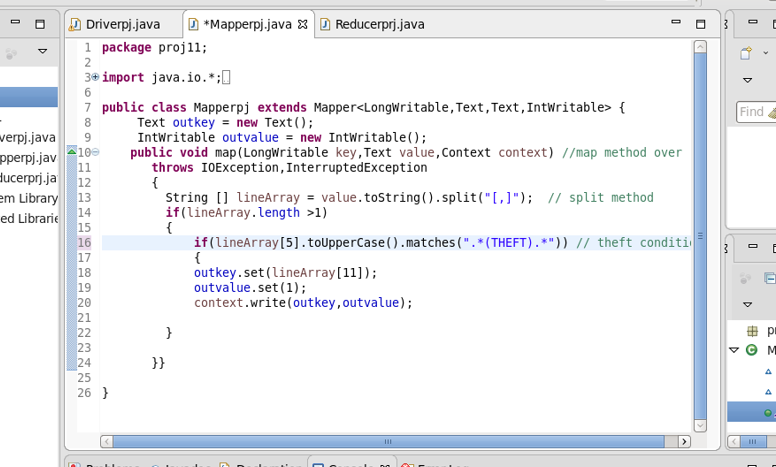 Driverpj.java
*Mapperpj.java
Reducerprj.java
1 package proj11;
2
3 import java.io.*;
6
7 public class Mapperpj extends Mapper<LongWritable,Text,Text,IntWritable> {
8 Text outkey = new Text();
9 IntWritable outvalue = new IntWritable();
10 public void map(LongWritable key,Text value,Context context) //map method over
11 throws IOException,InterruptedException
12 {
13 String [] lineArray = value.toString().split("[,]");  // split method
14 if(lineArray.length >1)
15 {
16 if(lineArray[5].toUpperCase().matches(".*(THEFT).*")) // theft conditi
17 {
18 outkey.set(lineArray[11]);
19 outvalue.set(1);
20 context.write(outkey,outvalue);
21
22 }
23
24 }}
25
26 }
verpj.java
pperpj.jav
ducerprj.ja
em Library
ed Librarie
Find